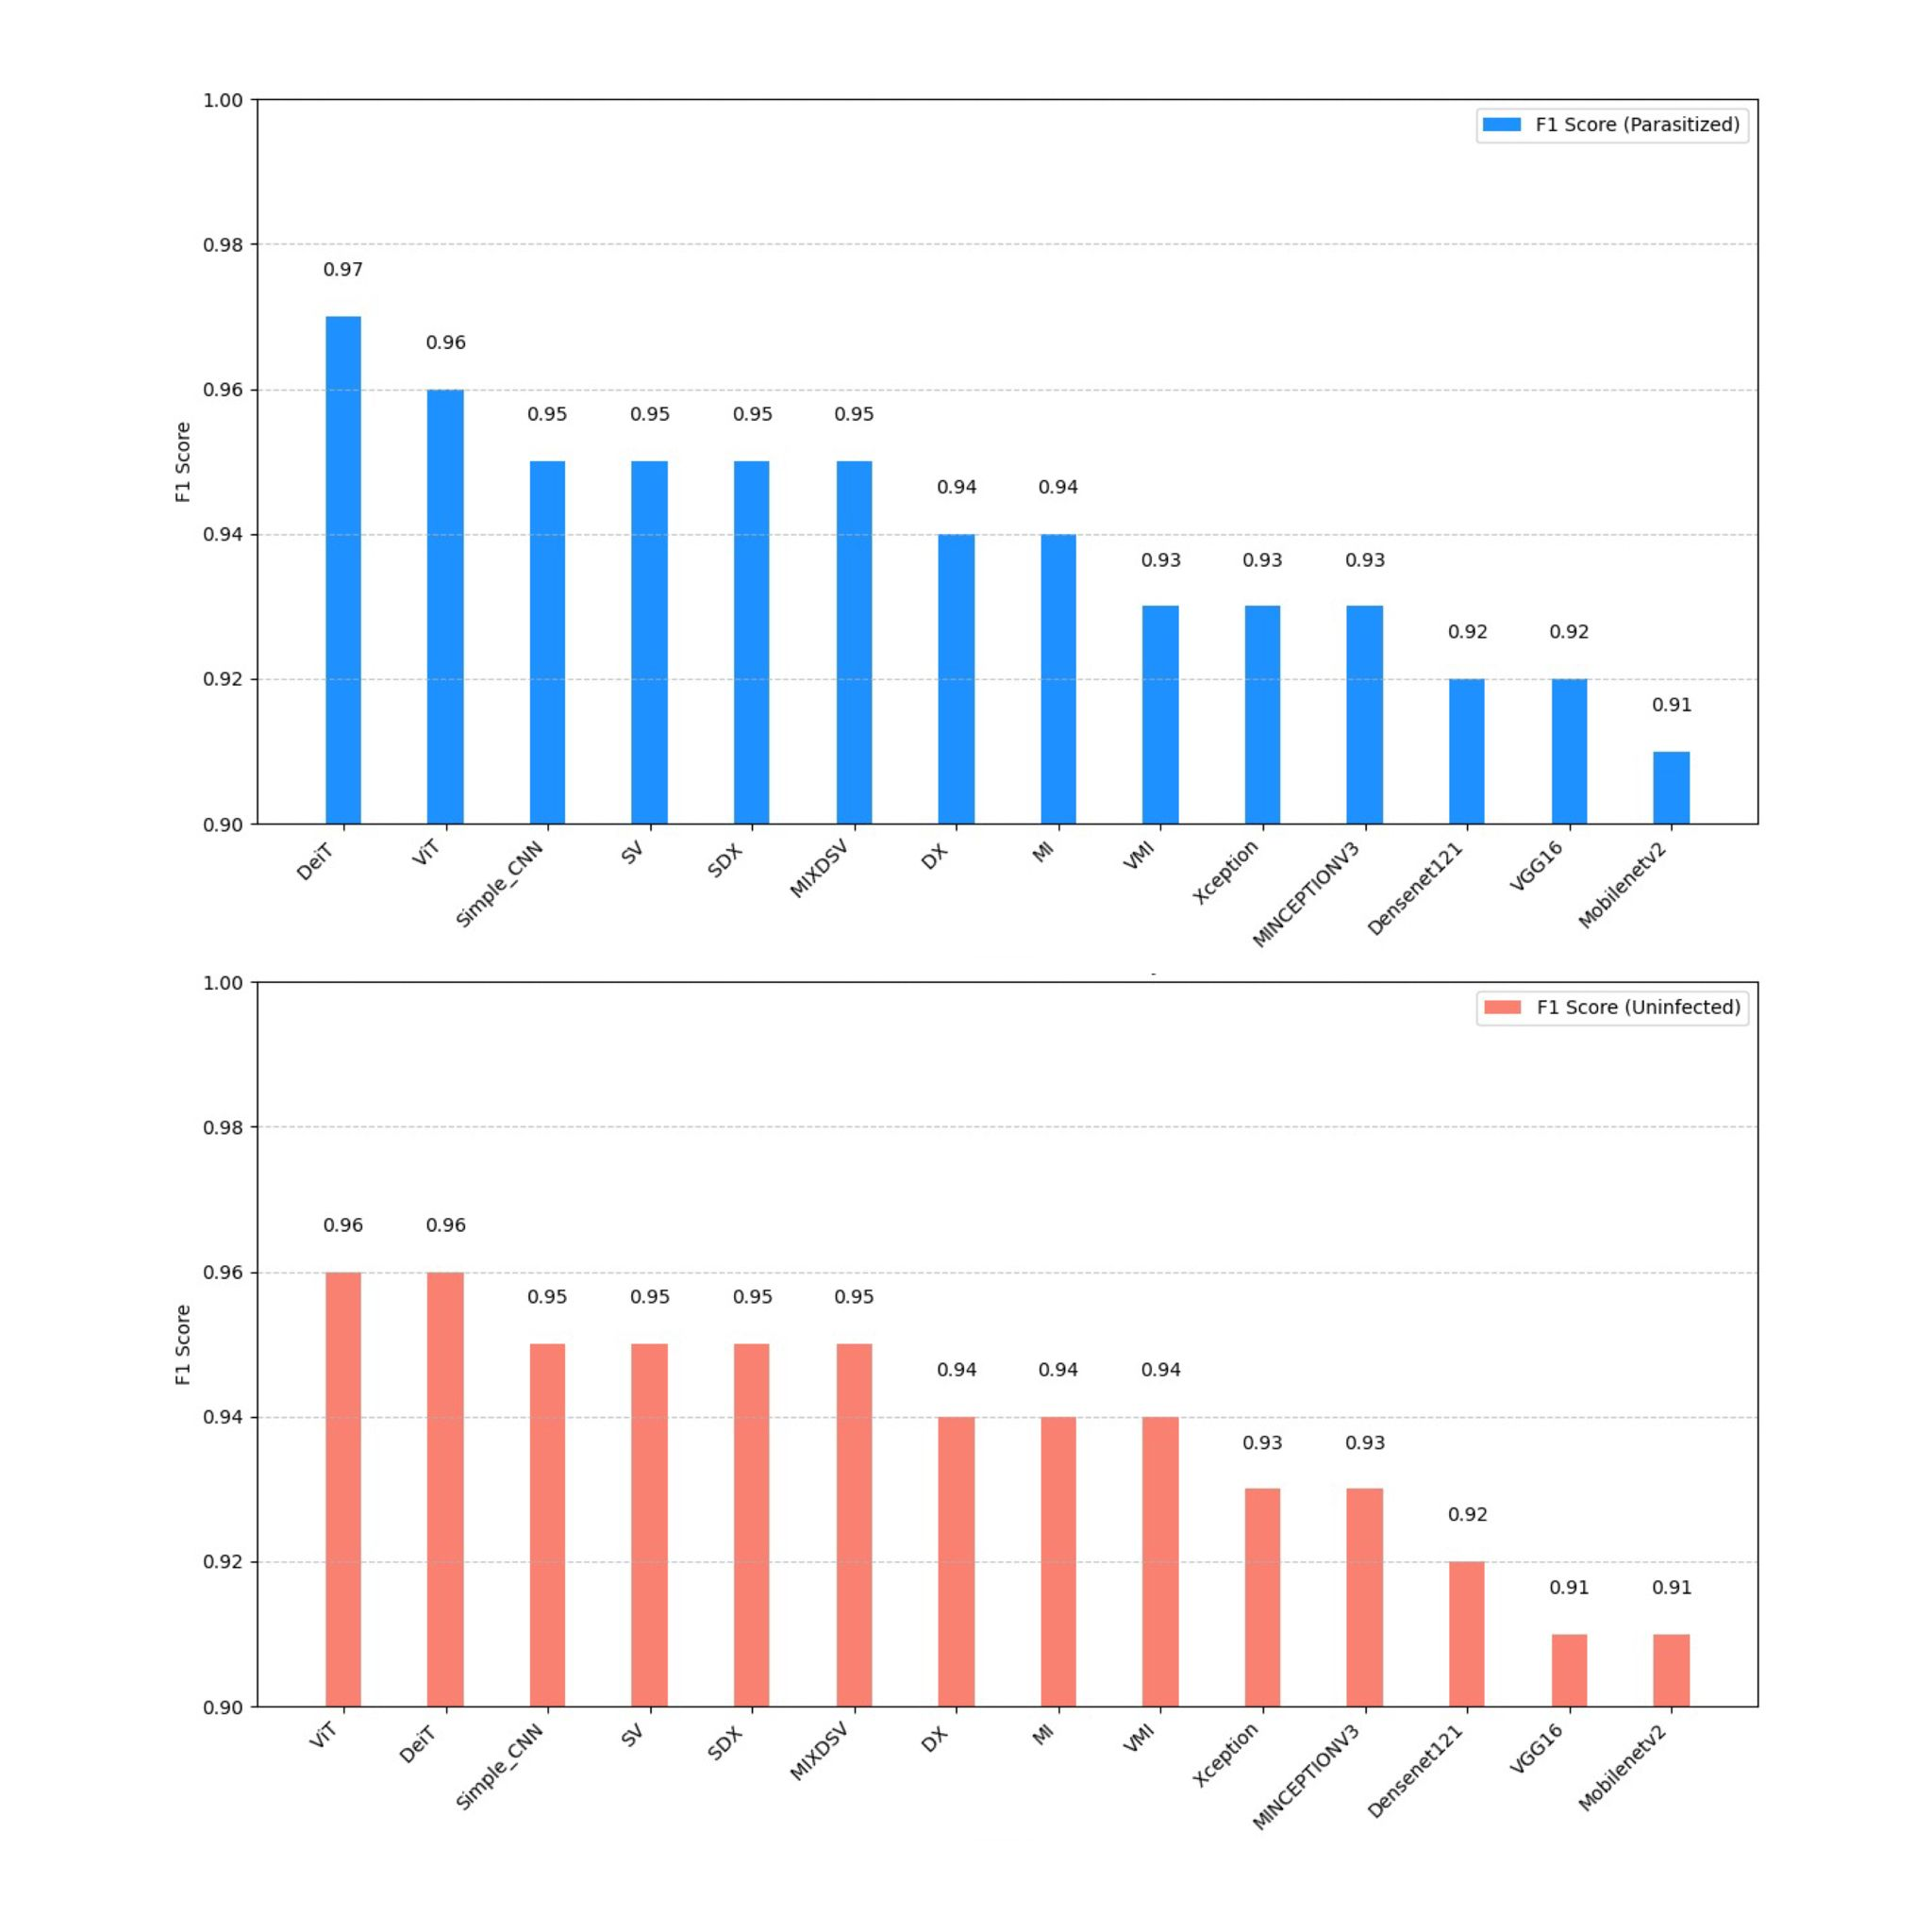 1.00
F1 Score (Parasitized)
0.98
0.97
0.96
0.96
0.95 0.95 0.95 0.95
0.94 0.94
0.94
0.93 0.93 0.93
0.92 0.92
0.92
0.91
0.90
F1 Score
DeiT ViT Simple_CNN SV SDX MIXDSV DX MI VMI Xception MINCEPTIONV3 Densenet121 VGG16 Mobilenetv2
-
1.00
F1 Score (Uninfected)
0.98
0.96 0.96
0.96
0.95 0.95 0.95 0.95
0.94 0.94 0.94
0.94
0.93 0.93
0.92
0.92
0.91 0.91
0.90
F1 Score
ViT DeiT Simple_CNN SV SDX MIXDSV DX MI VMI Xception MINCEPTIONV3 Densenet121 VGG16 Mobilenetv2